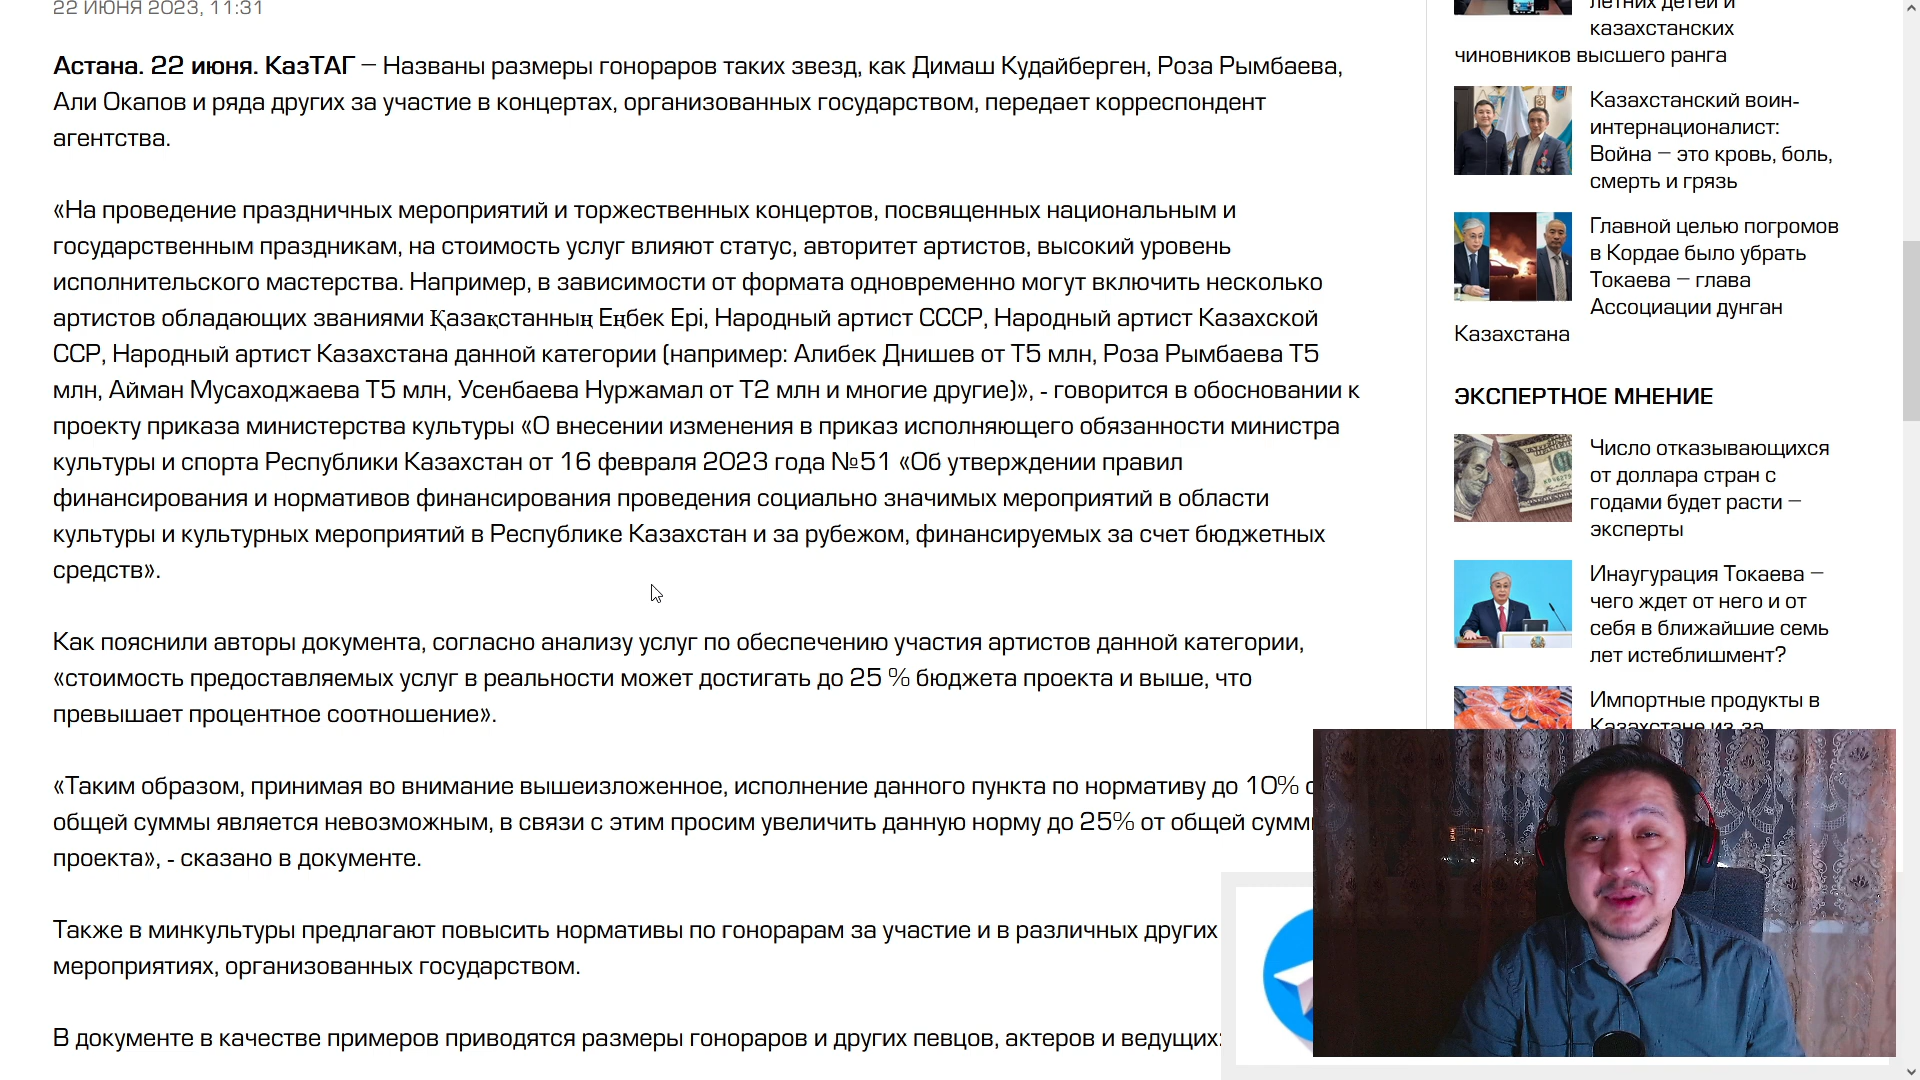 22 ИЮНЯ 2023, 11:31
Астана. 22 июня. КазТАГ – Названы размеры гонораров таких звезд, как Димаш Кудайберген, Роза Рымбаева,
Али Окапов и ряда других за участие в концертах, организованных государством, передает корреспондент
агентства.
«На проведение праздничных мероприятий и торжественных концертов, посвященных национальным и
государственным праздникам, на стоимость услуг влияют статус, авторитет артистов, высокий уровень
исполнительского мастерства. Например, в зависимости от формата одновременно могут включить несколько
артистов обладающих званиями Қазақстанның Еңбек Ері, Народный артист СССР, Народный артист Казахской
ССР, Народный артист Казахстана данной категории (например: Алибек Днишев от Т5 млн, Роза Рымбаева Т5
млн, Айман Мусаходжаева Т5 млн, Усенбаева Нуржамал от Т2 млн и многие другие)», - говорится в обосновании к
проекту приказа министерства культуры «О внесении изменения в приказ исполняющего обязанности министра
культуры и спорта Республики Казахстан от 16 февраля 2023 года №51 «Об утверждении правил
финансирования и нормативов финансирования проведения социально значимых мероприятий в области
культуры и культурных мероприятий в Республике Казахстан и за рубежом, финансируемых за счет бюджетных
средств».
Как пояснили авторы документа, согласно анализу услуг по обеспечению участия артистов данной категории,
«стоимость предоставляемых услуг в реальности может достигать до 25 % бюджета проекта и выше, что
превышает процентное соотношение».
«Таким образом, принимая во внимание вышеизложенное, исполнение данного пункта по нормативу до 10%
общей суммы является невозможным, в связи с этим просим увеличить данную норму до 25% от общей
проекта», - сказано в документе.
Также в минкультуры предлагают повысить нормативы по гонорарам за участие и в различных других
мероприятиях, организованных государством.
В документе в качестве примеров приводятся размеры гонораров и других певцов, актеров и ведущих:
летних детей и
казахстанских
чиновников высшего ранга
Казахстанский воин-
интернационалист:
Война – это кровь, боль,
смерть и грязь
Главной целью погромов
в Кордае было убрать
Токаева – глава
Ассоциации дунган
Казахстана
ЭКСПЕРТНОЕ МНЕНИЕ
Число отказывающихся
от доллара стран с
годами будет расти –
эксперты
Инаугурация Токаева –
чего ждет от него и от
себя в ближайшие семь
лет истеблишмент?
Импортные продукты в
Казахстане из-за